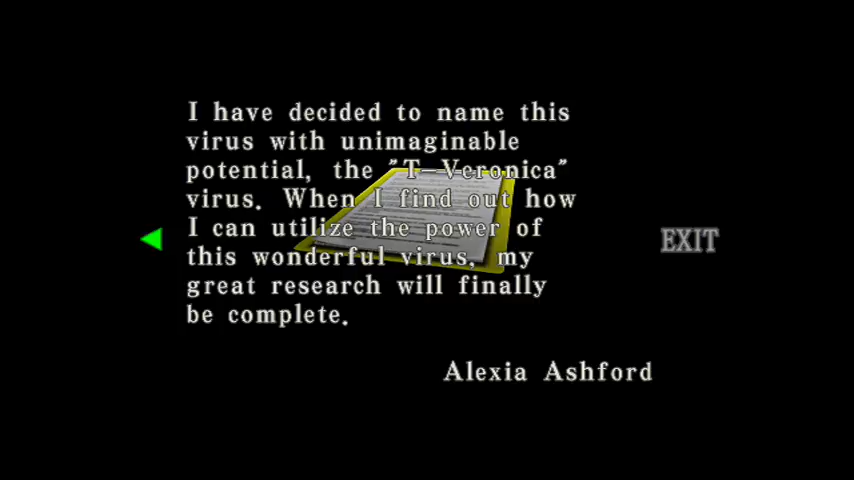 I have decided to name this
virus with unimaginable
potential, the "T-Veronica"
virus. When I find out how
I can utilize the power of
this wonderful virus, my
great research will finally
be complete.
EXIT
Alexia Ashford